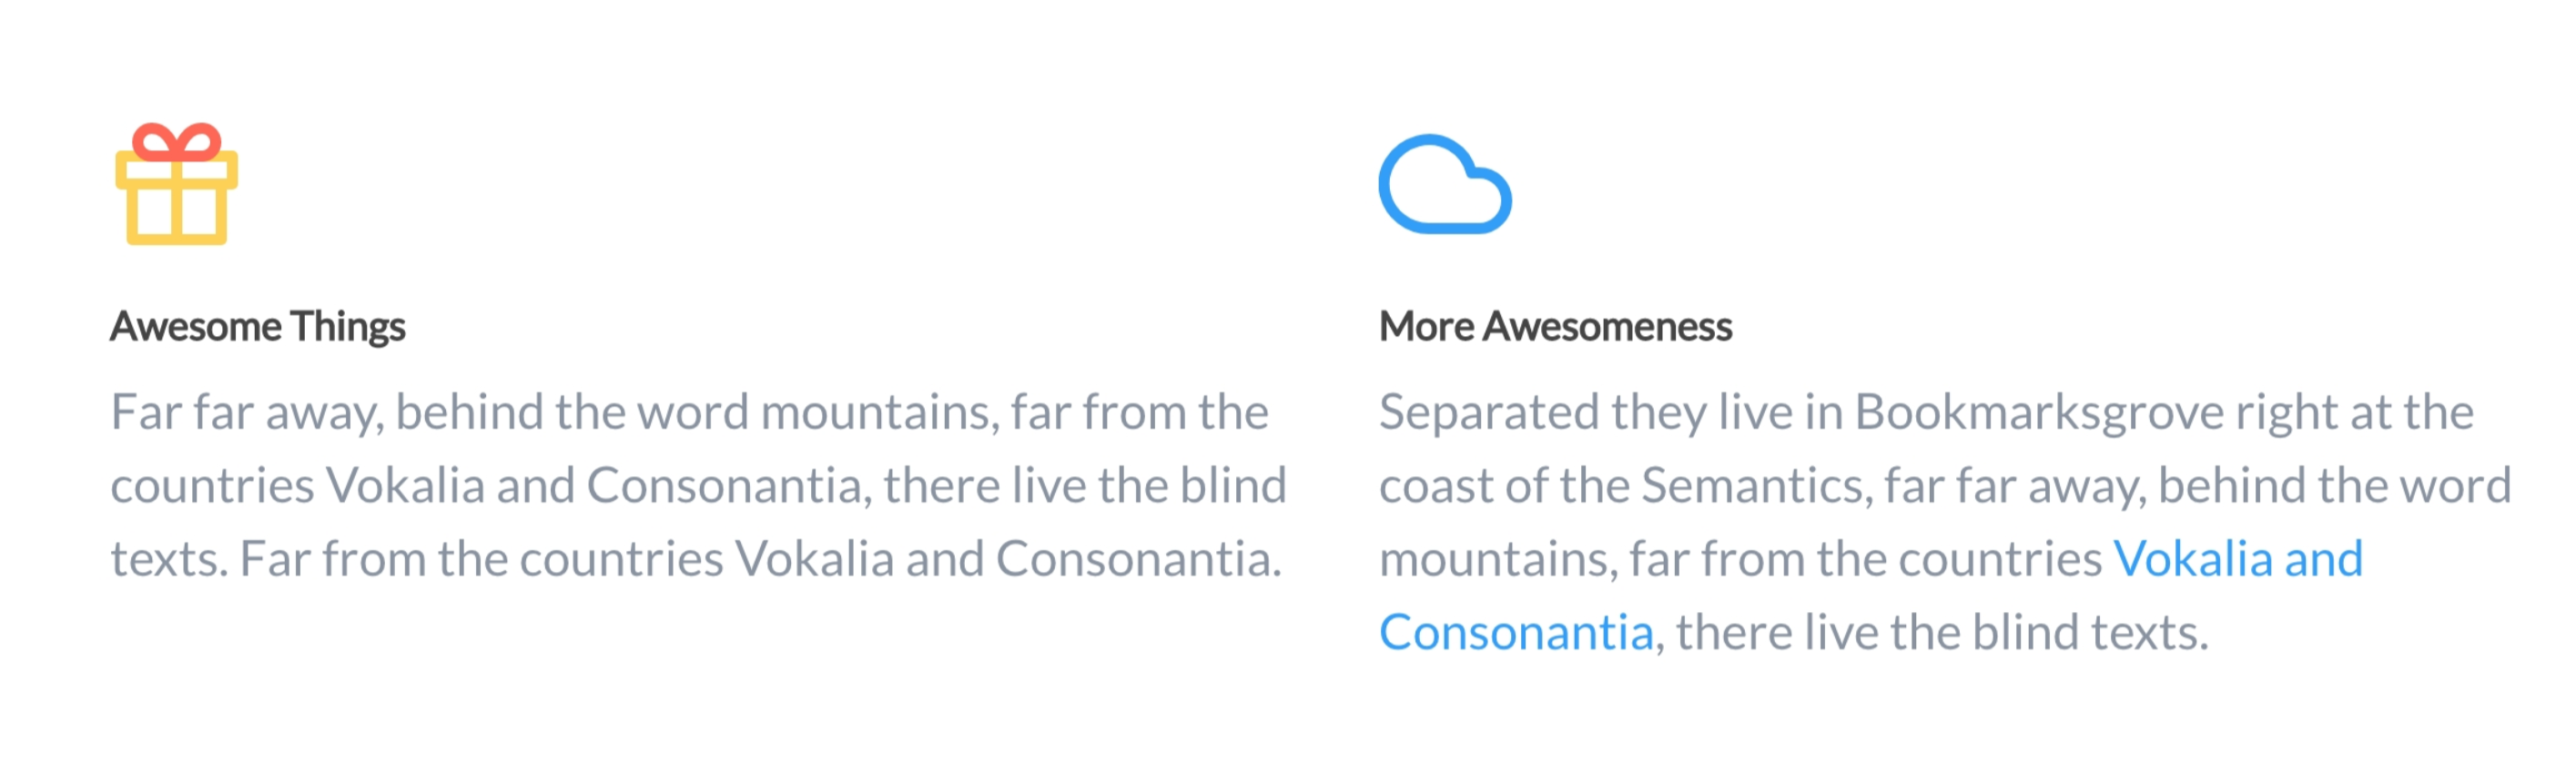 Awesome Things
Far far away, behind the word mountains, far from the
countries Vokalia and Consonantia, there live the blind
texts. Far from the countries Vokalia and Consonantia.
More Awesomeness
Separated they live in Bookmarksgrove right at the
coast of the Semantics, far far away, behind the word
mountains, far from the countries Vokalia and
Consonantia, there live the blind texts.